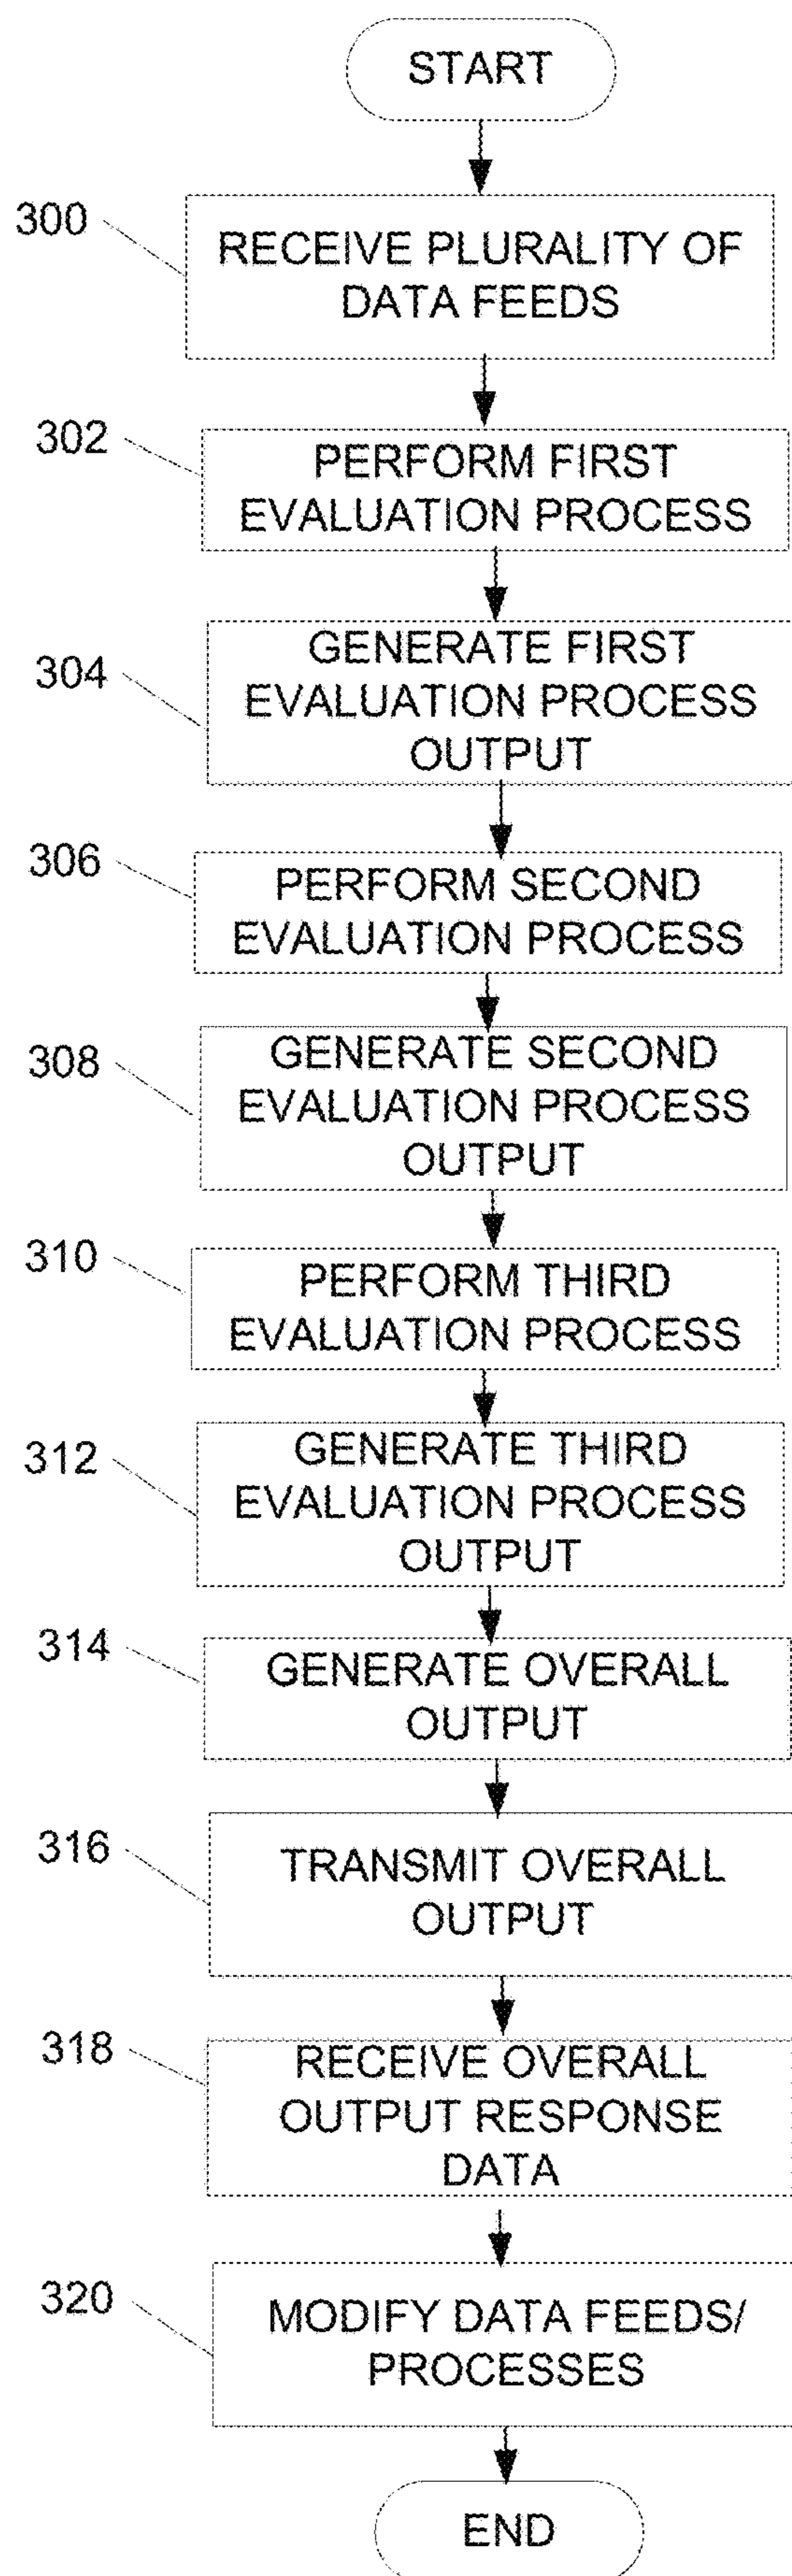 START
300
RECEIVE PLURALITY OF
DATA FEEDS
302
PERFORM FIRST
EVALUATION PROCESS
304
GENERATE FIRST
EVALUATION PROCESS
OUTPUT
306
PERFORM SECOND
EVALUATION PROCESS
308
GENERATE SECOND
EVALUATION PROCESS
OUTPUT
310
PERFORM THIRD
EVALUATION PROCESS
312
GENERATE THIRD
EVALUATION PROCESS
OUTPUT
314
GENERATE OVERALL
OUTPUT
316
TRANSMIT OVERALL
OUTPUT
318
RECEIVE OVERALL
OUTPUT RESPONSE
DATA
320
MODIFY DATA FEEDS/
PROCESSES
END